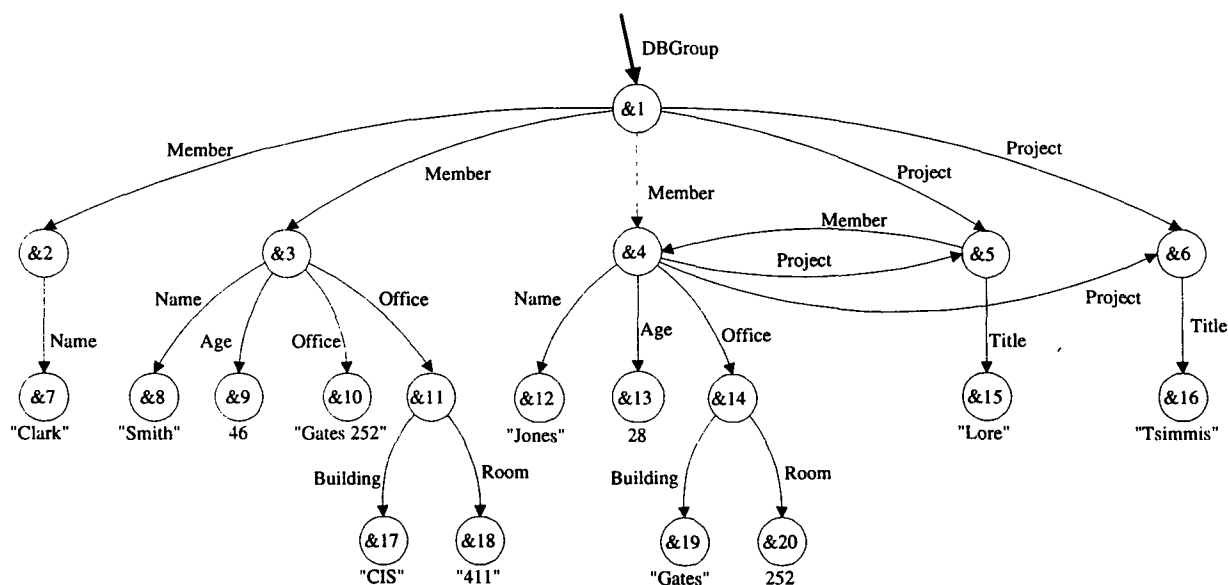 DBGroup
&1
Member
Member
Member
Project
Project
&2
&3
&4
Member
Project
&5
&6
Project
Name
Name
Age
Office
Office
Name
Age
Office
Title
Title
&7
&8
&9
&10
&11
&12
&13
&14
&15
&16
"Clark"
"Smith"
46
"Gates 252"
"Jones"
28
"Lore"
"Tsimmis"
Building
Room
Building
Room
&17
&18
&19
&20
"CIS"
"411"
"Gates"
252